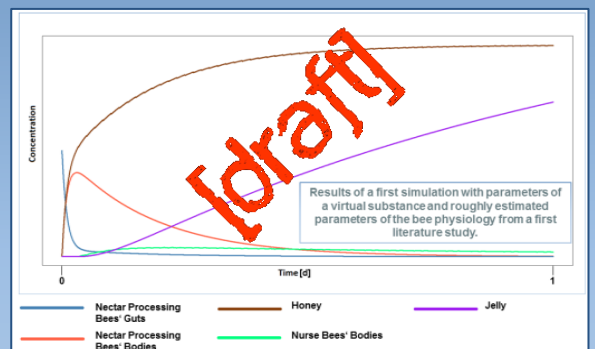 [draft]
Concentration
Results of a first simulation with parameters of
a virtual substance and roughly estimated
parameters of the bee physiology from a first
literature study.
0
Time [d]
1
Nectar Processing
Bees' Guts
Honey
Jelly
Nectar Processing
Bees' Bodies
Nurse Bees' Bodies